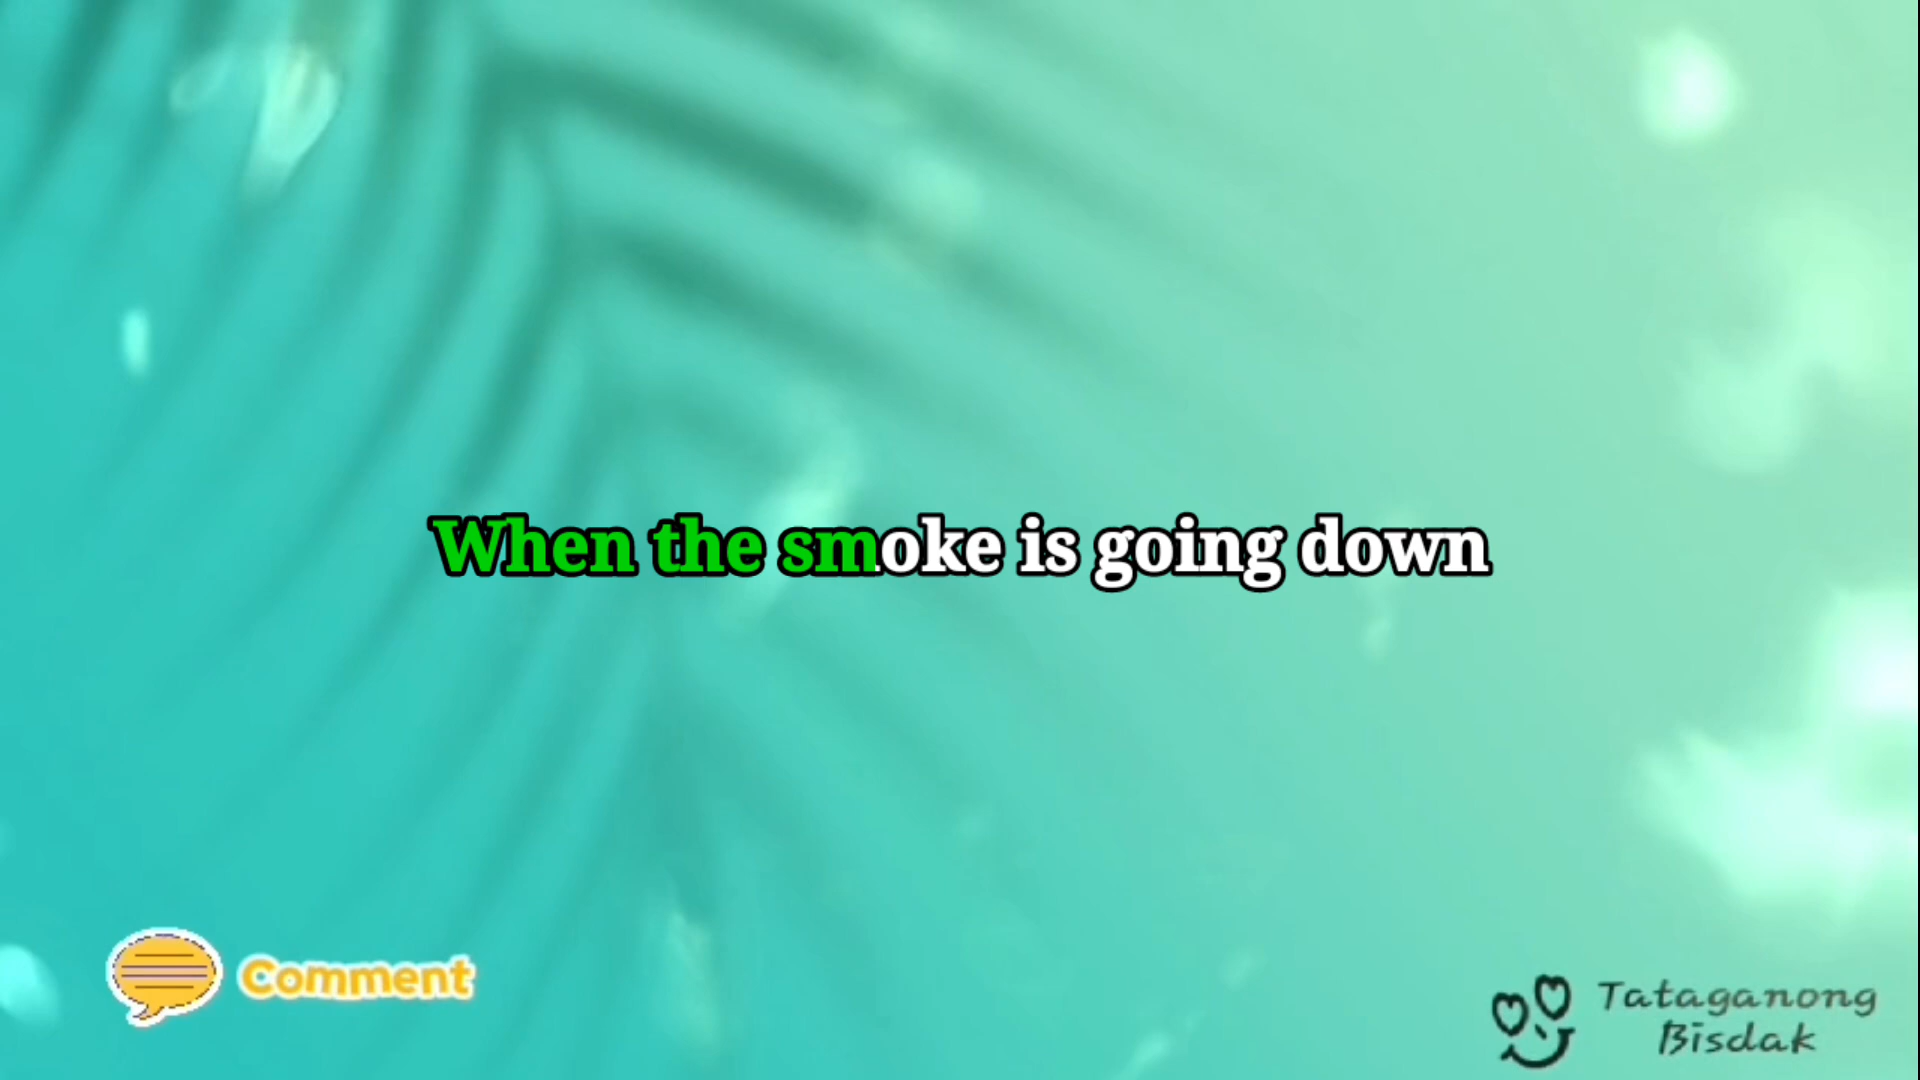 When the smoke is going down
Comment
Tataganong
Bisdak